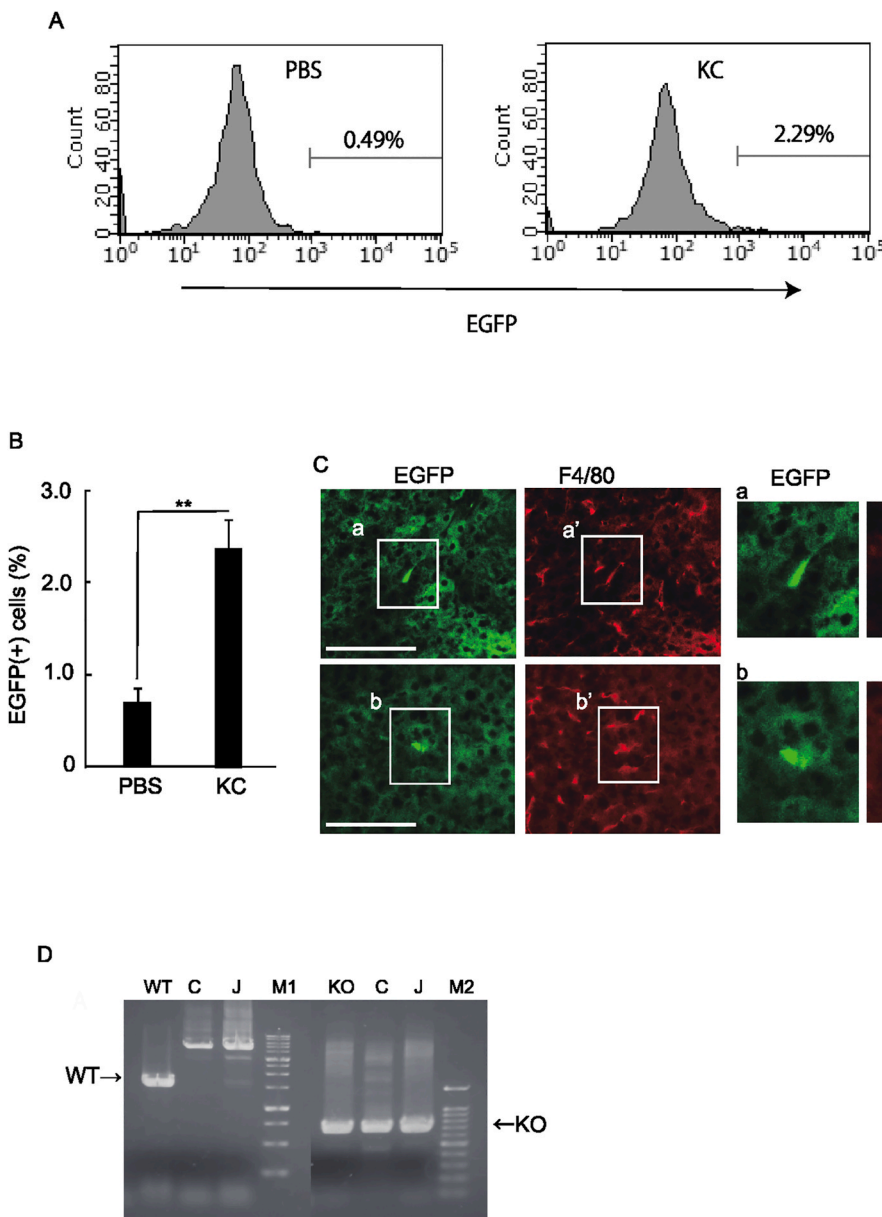 A
PBS
0.49%
Count
0 20 40 60 80
10^0 10^1 10^2 10^3 10^4 10^5
KC
2.29%
Count
0 20 40 60 80
10^0 10^1 10^2 10^3 10^4 10^5
EGFP
B
EGFP(+) cells (%)
3.0
2.0
1.0
0
**
PBS KC
C
EGFP F4/80
a a’
b b’
a EGFP
b
D
WT C J M1 KO C J M2
WT→
←KO